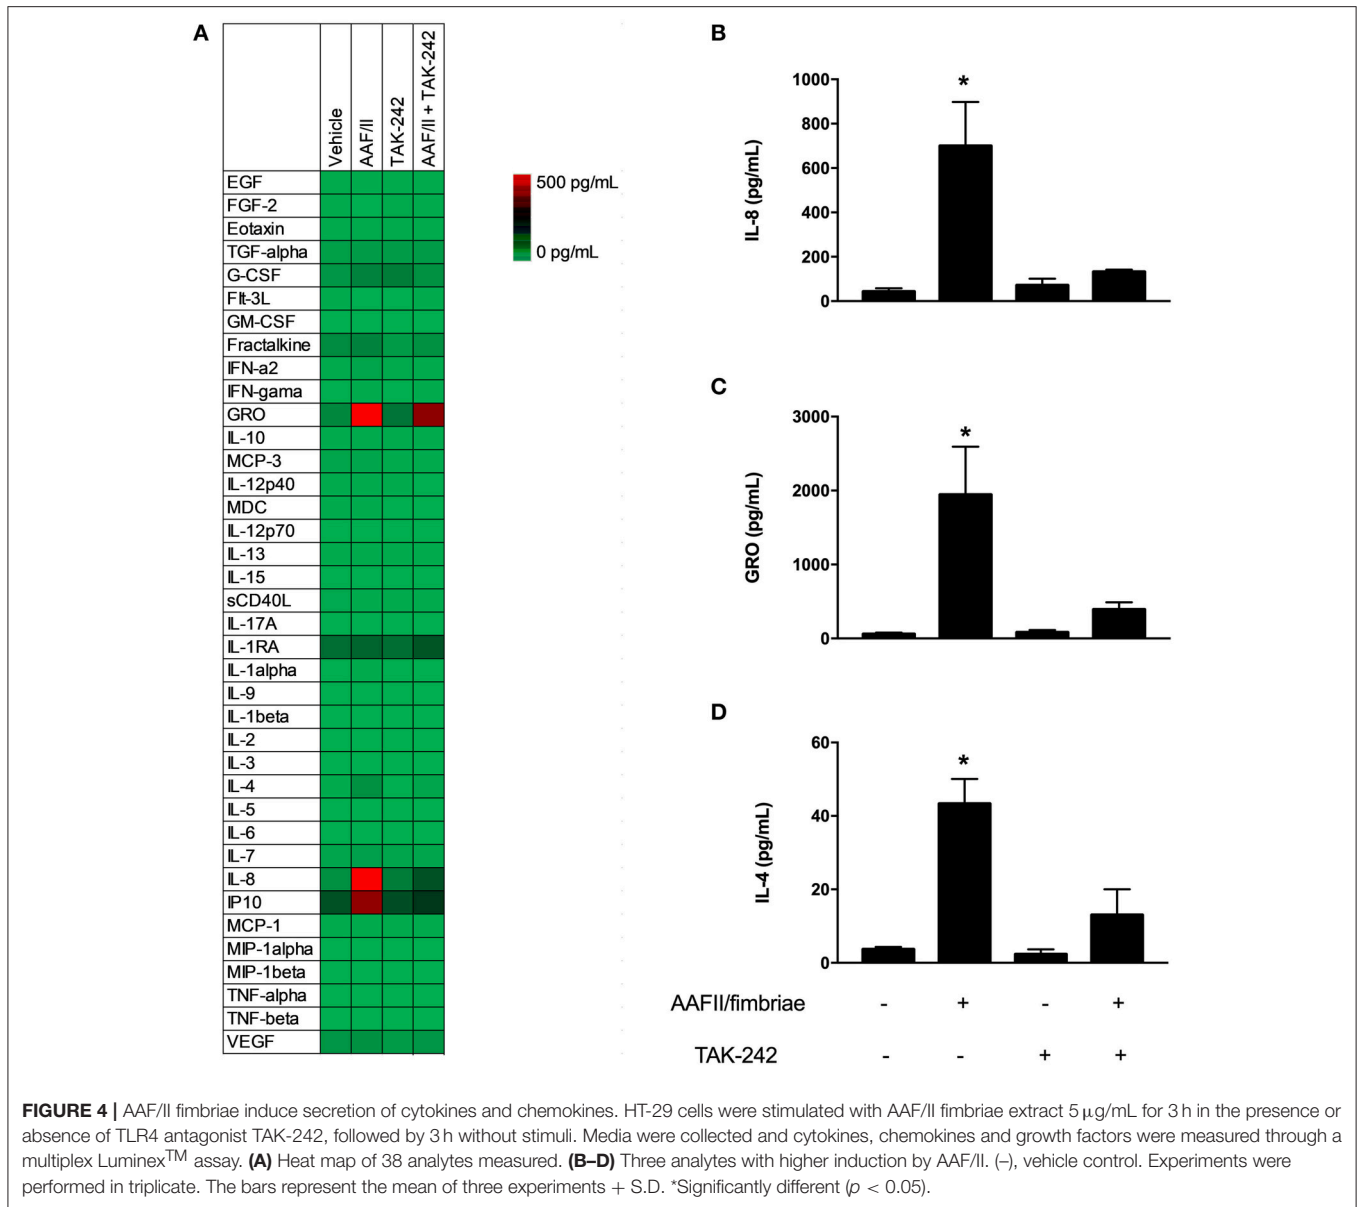 A
Vehicle
AAF/II
TAK-242
AAF/II + TAK-242
EGF
FGF-2
Eotaxin
TGF-alpha
G-CSF
Flt-3L
GM-CSF
Fractalkine
IFN-a2
IFN-gama
GRO
IL-10
MCP-3
IL-12p40
MDC
IL-12p70
IL-13
IL-15
sCD40L
IL-17A
IL-1RA
IL-1alpha
IL-9
IL-1beta
IL-2
IL-3
IL-4
IL-5
IL-6
IL-7
IL-8
IP10
MCP-1
MIP-1alpha
MIP-1beta
TNF-alpha
TNF-beta
VEGF
500 pg/mL
0 pg/mL
B
IL-8 (pg/mL)
1000
800
600
400
200
0
*
C
GRO (pg/mL)
3000
2000
1000
0
*
D
IL-4 (pg/mL)
60
40
20
0
*
AAFII/fimbriae - + - +
TAK-242 - - + +
FIGURE 4 | AAF/II fimbriae induce secretion of cytokines and chemokines. HT-29 cells were stimulated with AAF/II fimbriae extract 5 μg/mL for 3 h in the presence or
absence of TLR4 antagonist TAK-242, followed by 3 h without stimuli. Media were collected and cytokines, chemokines and growth factors were measured through a
multiplex Luminex™ assay. (A) Heat map of 38 analytes measured. (B–D) Three analytes with higher induction by AAF/II. (–), vehicle control. Experiments were
performed in triplicate. The bars represent the mean of three experiments + S.D. *Significantly different (p < 0.05).